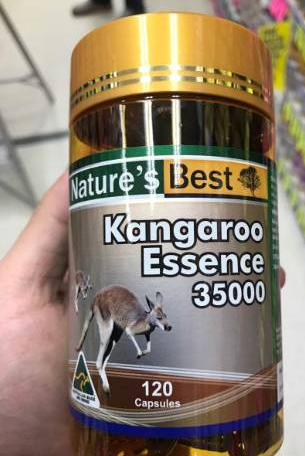 Nature's Best
Kangaroo
Essence
35000
120
Capsules